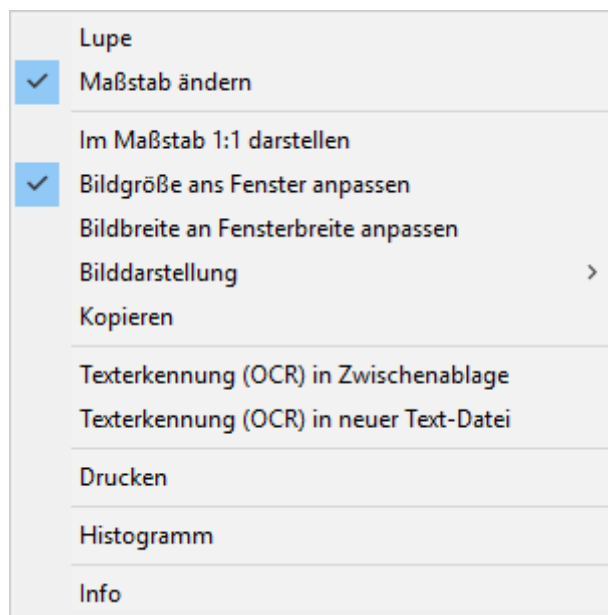 Lupe
Maßstab ändern
Im Maßstab 1:1 darstellen
Bildgröße ans Fenster anpassen
Bildbreite an Fensterbreite anpassen
Bilddarstellung
Kopieren
Texterkennung (OCR) in Zwischenablage
Texterkennung (OCR) in neuer Text-Datei
Drucken
Histogramm
Info